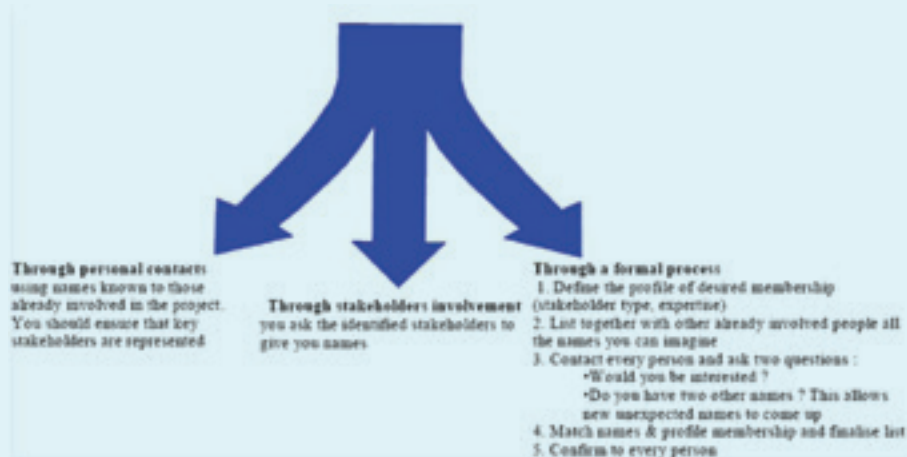 Through personal contacts
using names known to those
already involved in the project.
You should ensure that key
stakeholders are represented
Through stakeholders involvement
you ask the identified stakeholders to
give you names
Through a formal process
1. Define the profile of desired membership
(stakeholder type, expertise)
2. List together with other already involved people all
the names you can imagine
3. Contact every person and ask two questions :
•Would you be interested ?
•Do you have two other names ? This allows
new unexpected names to come up
4. Match names & profile membership and finalise list
5. Confirm to every person